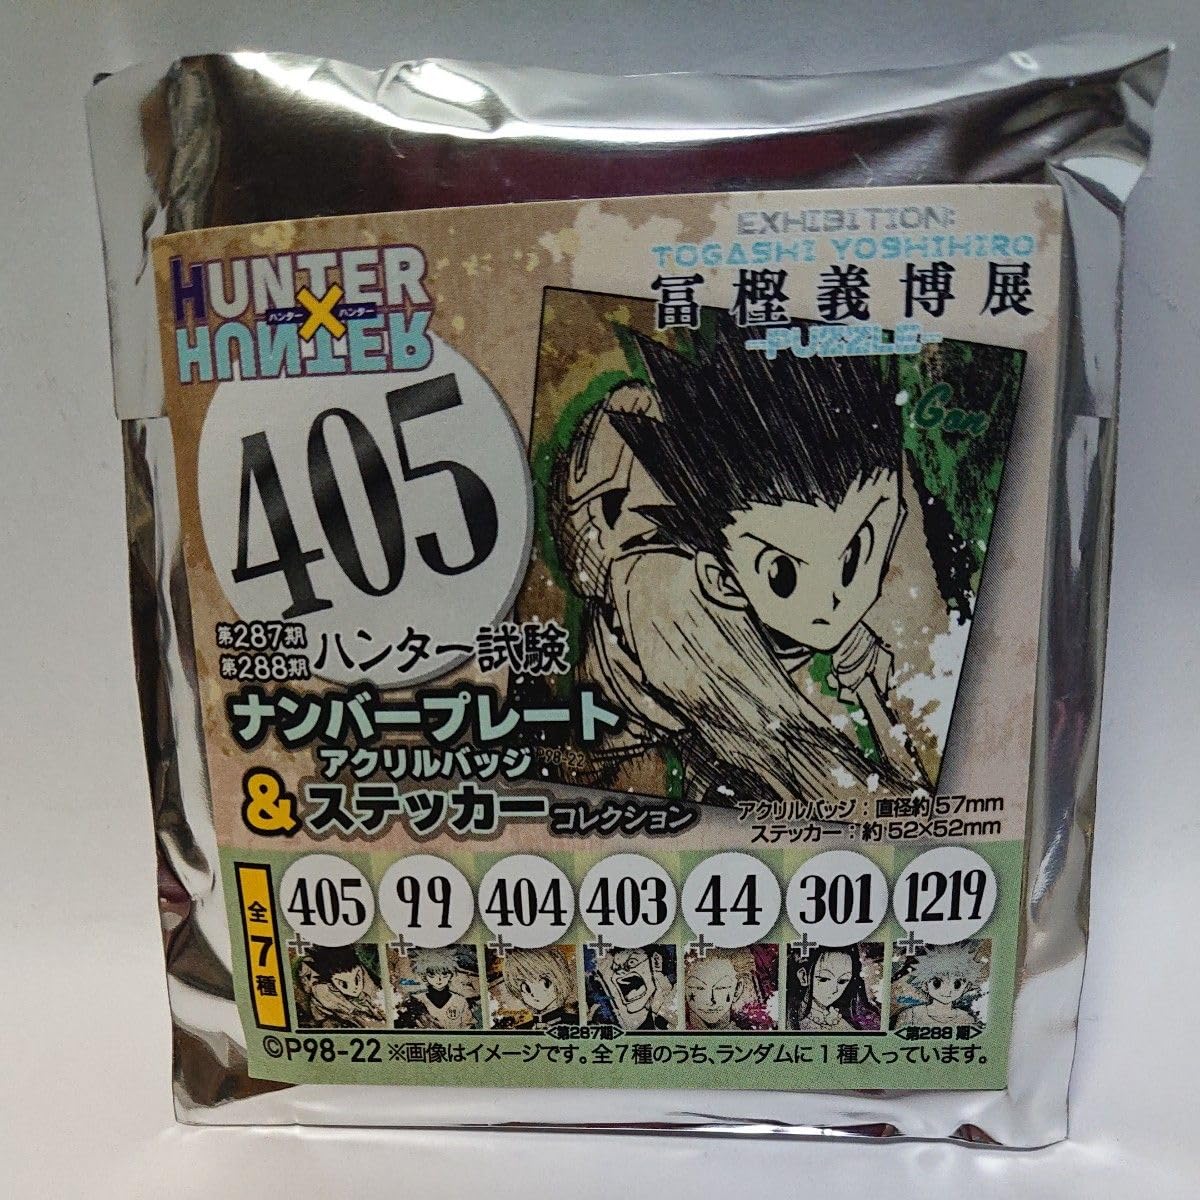 HUNTER
ハンター×ハンター
HUNTER
EXHIBITION:
TOGASHI YOSHIHIRO
冨樫義博展
-PUZZLE-
Gon
405
第287期
第288期
ハンター試験
ナンバープレート
アクリルバッジ
&ステッカーコレクション
P98-22
アクリルバッジ:直径約57mm
ステッカー:約52×52mm
全7種
405 99 404 403 44 301 1219
+ + + + + + +
99
<第287期> <第288期>
©P98-22 ※画像はイメージです。全7種のうち、ランダムに1種入っています。